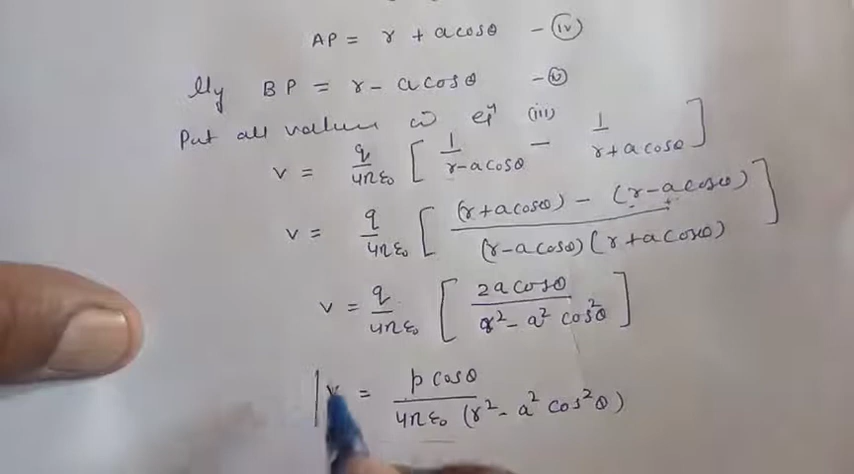 AP = r + a cosθ - (iv)
lly BP = r - a cosθ - (v)
Put all values in eqⁿ (iii)
v = q/4πε₀ [ 1/r-a cosθ - 1/r+a cosθ ]
v = q/4πε₀ [ (r+a cosθ) - (r-a cosθ) / (r-a cosθ)(r+a cosθ) ]
v = q/4πε₀ [ 2a cosθ / r² - a² cos²θ ]
v = p cosθ / 4πε₀ (r² - a² cos²θ)